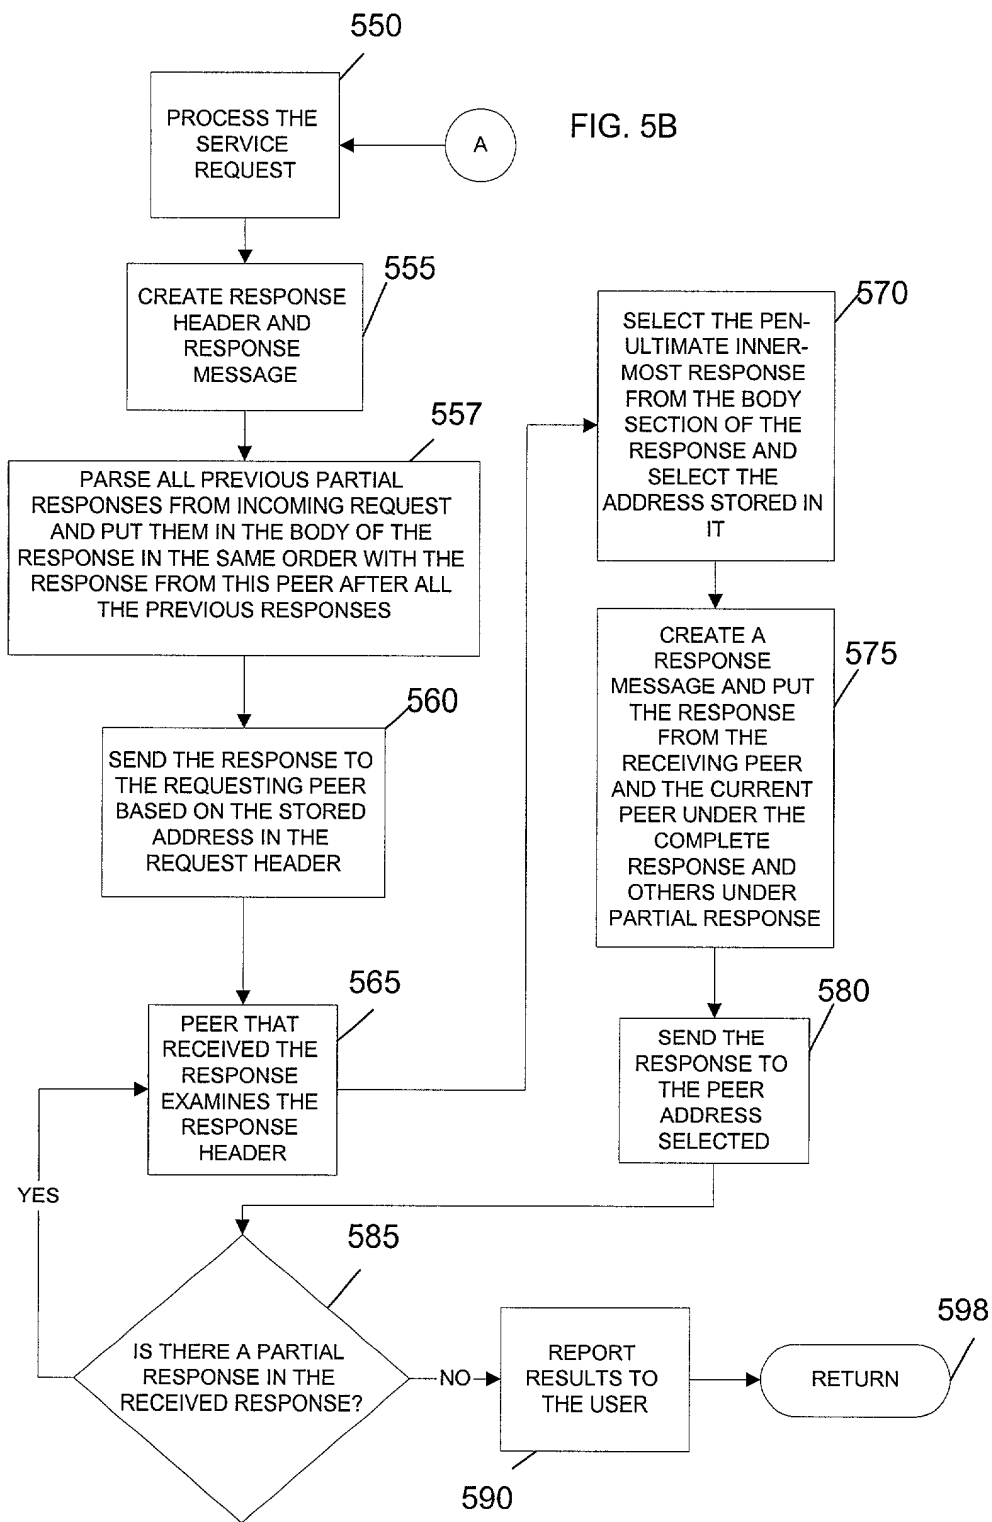 550
PROCESS THE
SERVICE
REQUEST
A
FIG. 5B
555
CREATE RESPONSE
HEADER AND
RESPONSE
MESSAGE
557
PARSE ALL PREVIOUS PARTIAL
RESPONSES FROM INCOMING REQUEST
AND PUT THEM IN THE BODY OF THE
RESPONSE IN THE SAME ORDER WITH THE
RESPONSE FROM THIS PEER AFTER ALL
THE PREVIOUS RESPONSES
560
SEND THE RESPONSE TO
THE REQUESTING PEER
BASED ON THE STORED
ADDRESS IN THE
REQUEST HEADER
565
PEER THAT
RECEIVED THE
RESPONSE
EXAMINES THE
RESPONSE
HEADER
570
SELECT THE PEN-
ULTIMATE INNER-
MOST RESPONSE
FROM THE BODY
SECTION OF THE
RESPONSE AND
SELECT THE
ADDRESS STORED IN
IT
575
CREATE A
RESPONSE
MESSAGE AND PUT
THE RESPONSE
FROM THE
RECEIVING PEER
AND THE CURRENT
PEER UNDER THE
COMPLETE
RESPONSE AND
OTHERS UNDER
PARTIAL RESPONSE
580
SEND THE
RESPONSE TO
THE PEER
ADDRESS
SELECTED
YES
585
IS THERE A PARTIAL
RESPONSE IN THE
RECEIVED RESPONSE?
NO
REPORT
RESULTS TO
THE USER
590
RETURN
598